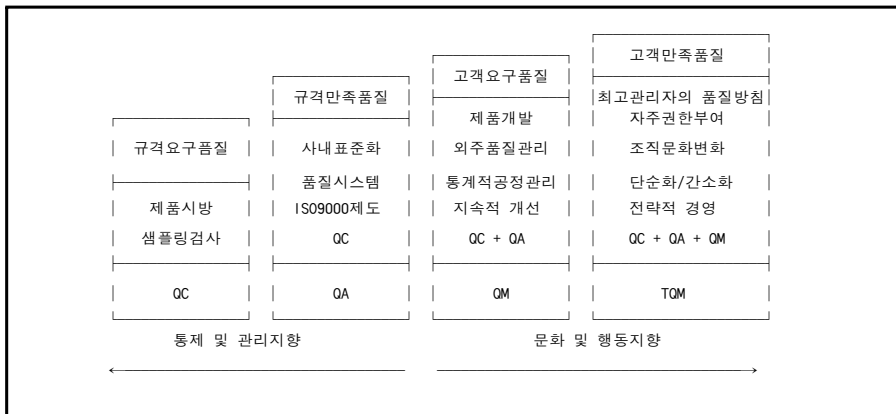 고객만족품질
고객요구품질
규격만족품질
최고관리자의 품질방침
제품개발
자주권한부여
규격요구픔질
사내표준화
외주품질관리
조직문화변화
품질시스템
통계적공정관리
단순화/간소화
제품시방
ISO9000제도
지속적 개선
전략적 경영
샘플링검사
QC
QC + QA
QC + QA + QM
QC
QA
QM
TQM
통제 및 관리지향
문화 및 행동지향